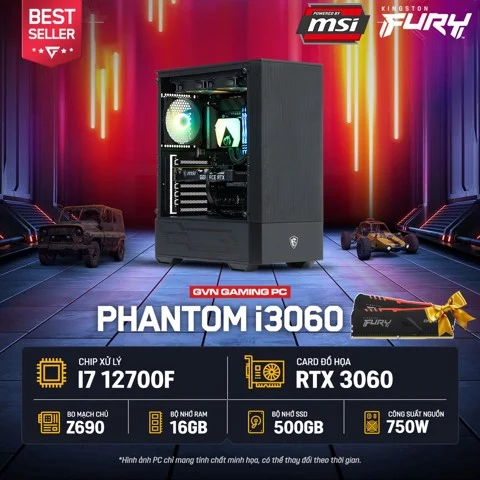 BEST
SELLER
POWERED BY
msi
KINGSTON
FURY
GVN GAMING PC
PHANTOM i3060
FURY
CHIP XỬ LÝ
I7 12700F
CARD ĐỒ HỌA
RTX 3060
BO MẠCH CHỦ
Z690
BỘ NHỚ RAM
16GB
BỘ NHỚ SSD
500GB
CÔNG SUẤT NGUỒN
750W
*Hình ảnh PC chỉ mang tính chất minh họa, có thể thay đổi theo thời gian.